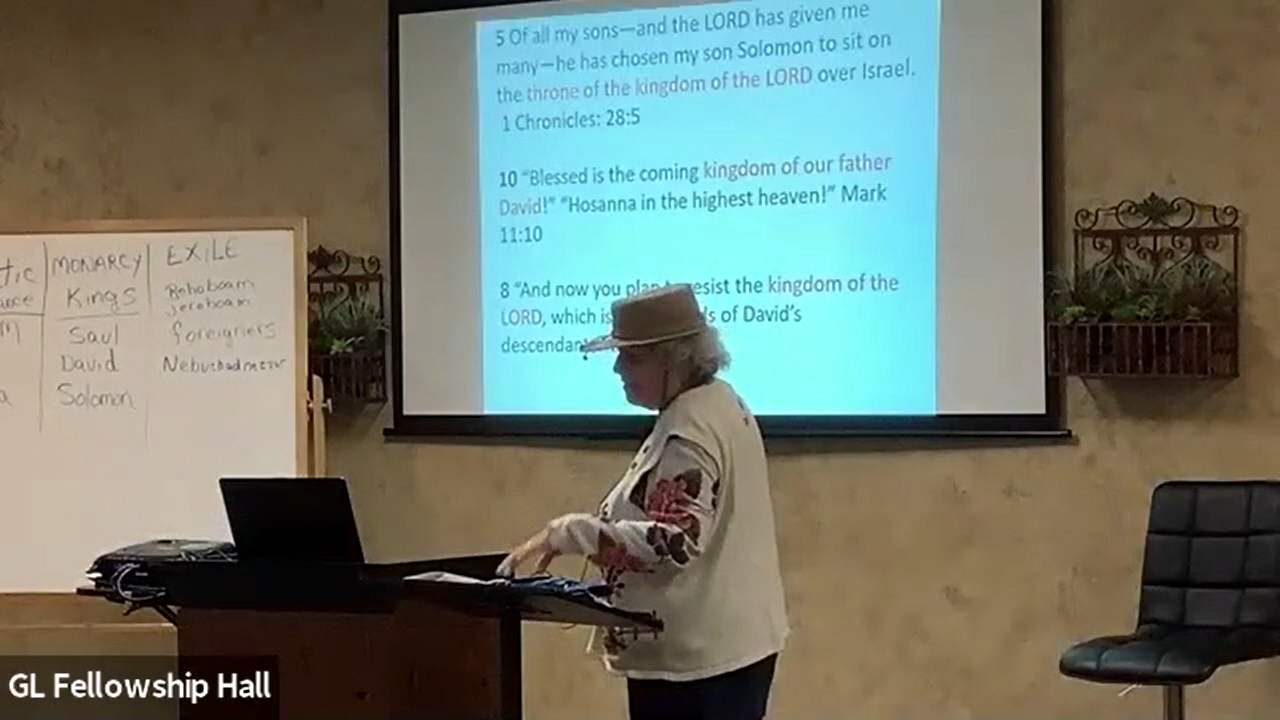 5 Of all my sons—and the LORD has given me
many—he has chosen my son Solomon to sit on
the throne of the kingdom of the LORD over Israel.
1 Chronicles: 28:5
10 “Blessed is the coming kingdom of our father
David!” “Hosanna in the highest heaven!” Mark
11:10
8 “And now you plan to resist the kingdom of the
LORD, which is of David’s
MONARCY EXILE
Kings Rehoboam
Jeroboam
Saul foreigners
David
Solomon
GL Fellowship Hall